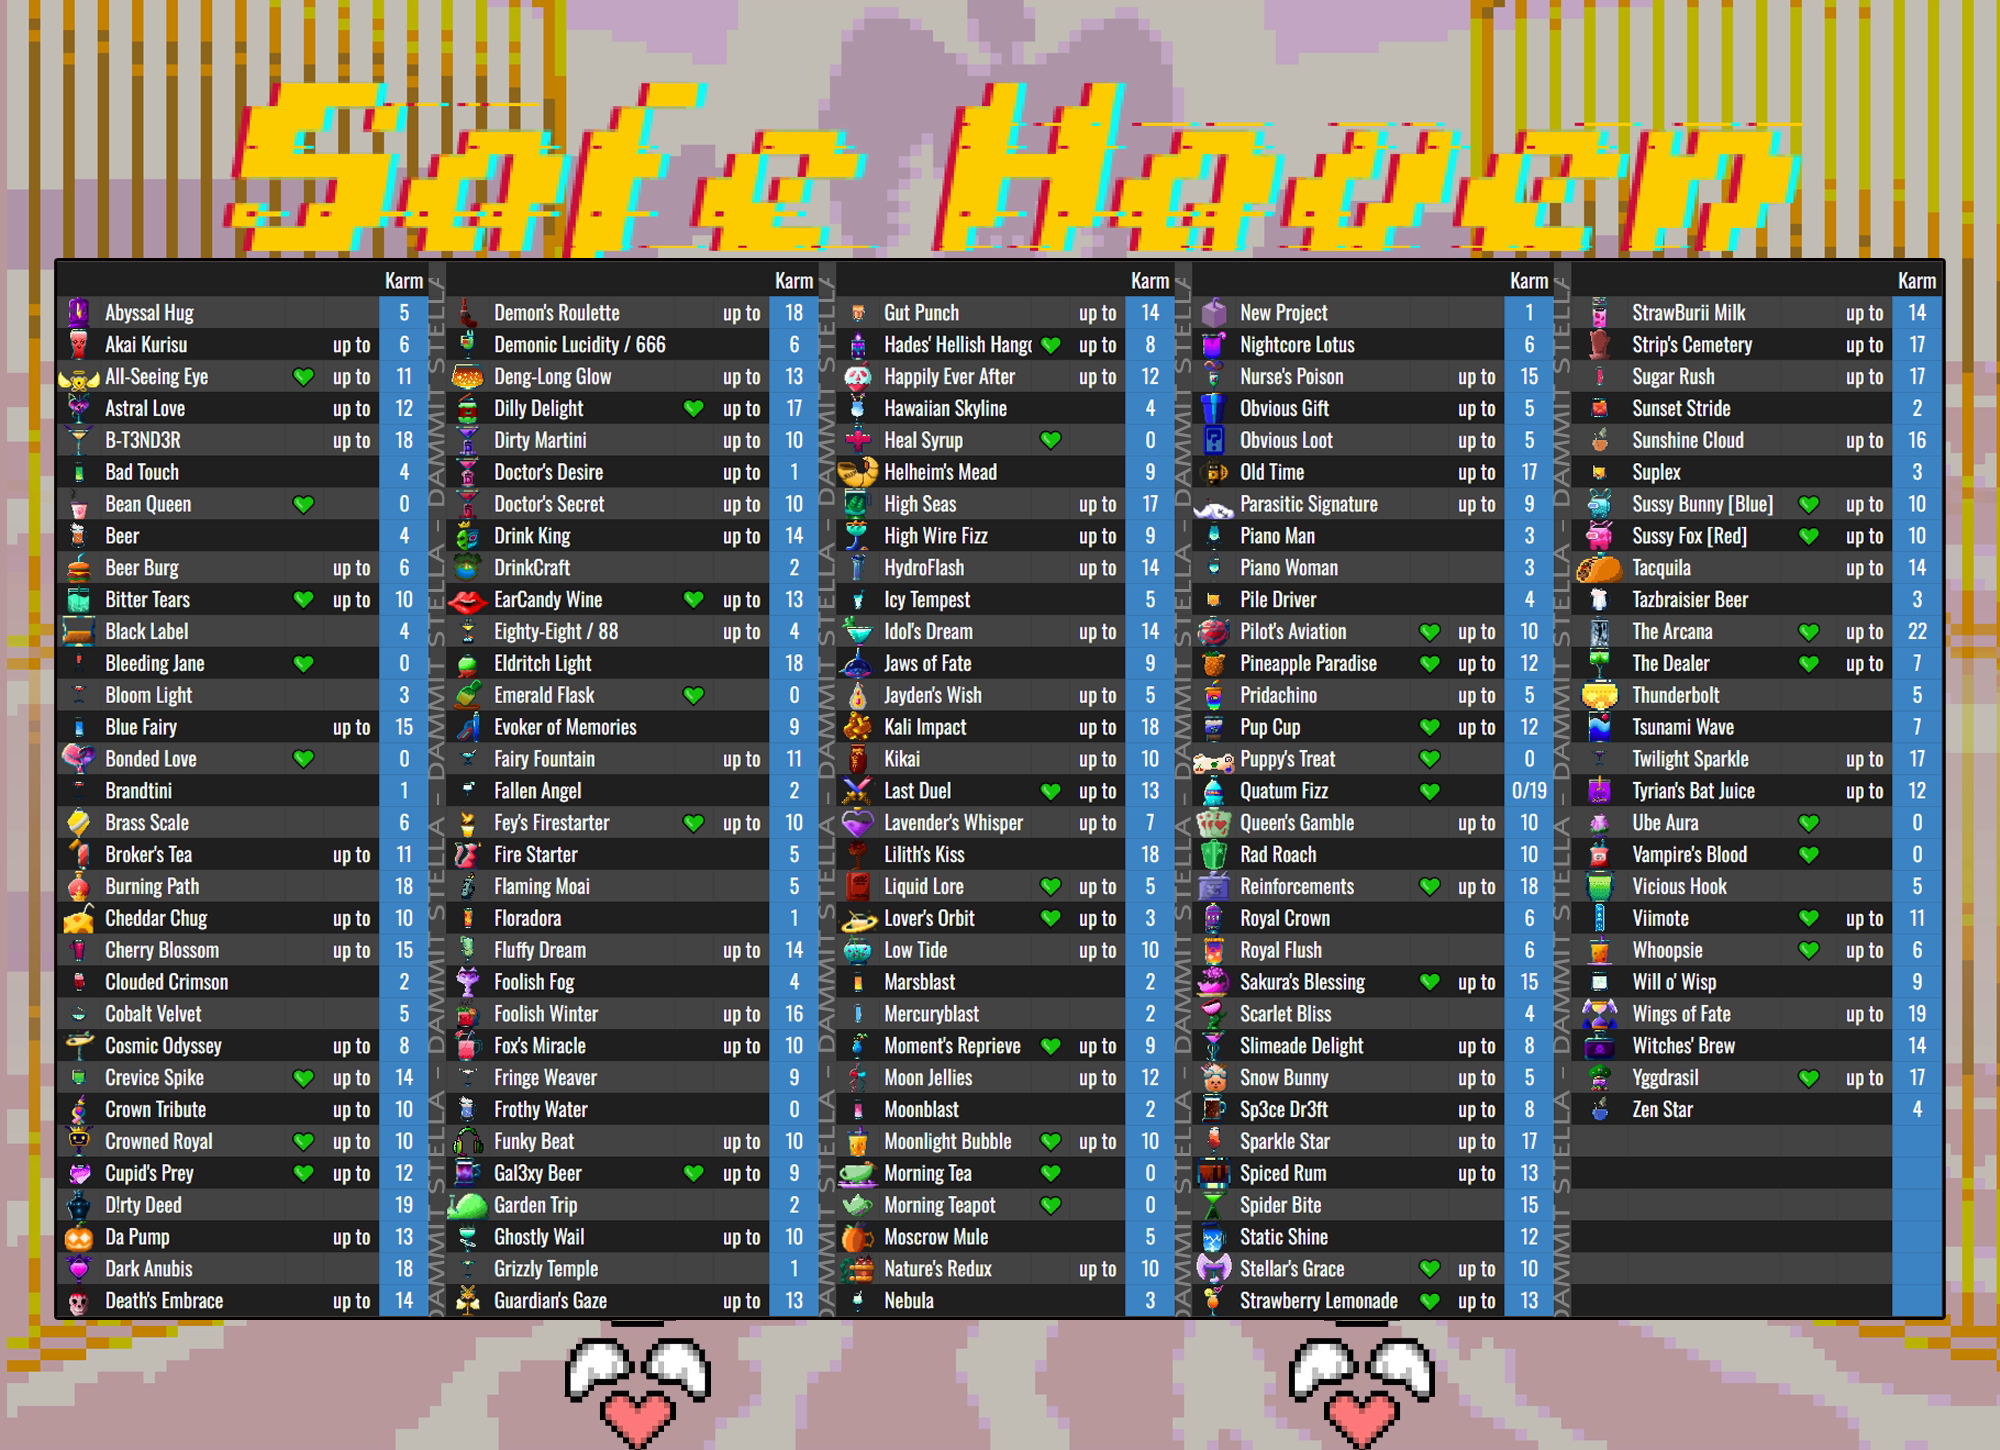 Safe Haven
Karm
Abyssal Hug 5
Akai Kurisu up to 6
All-Seeing Eye up to 11
Astral Love up to 12
B-T3ND3R up to 18
Bad Touch 4
Bean Queen 0
Beer 4
Beer Burg up to 6
Bitter Tears up to 10
Black Label 4
Bleeding Jane 0
Bloom Light 3
Blue Fairy up to 15
Bonded Love 0
Brandtini 1
Brass Scale 6
Broker's Tea up to 11
Burning Path 18
Cheddar Chug up to 10
Cherry Blossom up to 15
Clouded Crimson 2
Cobalt Velvet 5
Cosmic Odyssey up to 8
Crevice Spike up to 14
Crown Tribute up to 10
Crowned Royal up to 10
Cupid's Prey up to 12
D!rty Deed 19
Da Pump up to 13
Dark Anubis 18
Death's Embrace up to 14
STELLA - DAMMIT STELLA - DAMMIT STELLA - DAMMIT
Karm
Demon's Roulette up to 18
Demonic Lucidity / 666 6
Deng-Long Glow up to 13
Dilly Delight up to 17
Dirty Martini up to 10
Doctor's Desire up to 1
Doctor's Secret up to 10
Drink King up to 14
DrinkCraft 2
EarCandy Wine up to 13
Eighty-Eight / 88 up to 4
Eldritch Light 18
Emerald Flask 0
Evoker of Memories 9
Fairy Fountain up to 11
Fallen Angel 2
Fey's Firestarter up to 10
Fire Starter 5
Flaming Moai 5
Floradora 1
Fluffy Dream up to 14
Foolish Fog 4
Foolish Winter up to 16
Fox's Miracle up to 10
Fringe Weaver 9
Frothy Water 0
Funky Beat up to 10
Gal3xy Beer up to 9
Garden Trip 2
Ghostly Wail up to 10
Grizzly Temple 1
Guardian's Gaze up to 13
STELLA - DAMMIT STELLA - DAMMIT STELLA - DAMMIT
Karm
Gut Punch up to 14
Hades' Hellish Hang up to 8
Happily Ever After up to 12
Hawaiian Skyline 4
Heal Syrup 0
Helheim's Mead 9
High Seas up to 17
High Wire Fizz up to 9
HydroFlash up to 14
Icy Tempest 5
Idol's Dream up to 14
Jaws of Fate 9
Jayden's Wish up to 5
Kali Impact up to 18
Kikai up to 10
Last Duel up to 13
Lavender's Whisper up to 7
Lilith's Kiss 18
Liquid Lore up to 5
Lover's Orbit up to 3
Low Tide up to 10
Marsblast 2
Mercuryblast 2
Moment's Reprieve up to 9
Moon Jellies up to 12
Moonblast 2
Moonlight Bubble up to 10
Morning Tea 0
Morning Teapot 0
Moscrow Mule 5
Nature's Redux up to 10
Nebula 3
STELLA - DAMMIT STELLA - DAMMIT STELLA - DAMMIT
Karm
New Project 1
Nightcore Lotus 6
Nurse's Poison up to 15
Obvious Gift up to 5
Obvious Loot up to 5
Old Time up to 17
Parasitic Signature up to 9
Piano Man 3
Piano Woman 3
Pile Driver 4
Pilot's Aviation up to 10
Pineapple Paradise up to 12
Pridachino up to 5
Pup Cup up to 12
Puppy's Treat 0
Quatum Fizz 0/19
Queen's Gamble up to 10
Rad Roach 10
Reinforcements up to 18
Royal Crown 6
Royal Flush 6
Sakura's Blessing up to 15
Scarlet Bliss 4
Slimeade Delight up to 8
Snow Bunny up to 5
Sp3ce Dr3ft up to 8
Sparkle Star up to 17
Spiced Rum up to 13
Spider Bite 15
Static Shine 12
Stellar's Grace up to 10
Strawberry Lemonade up to 13
STELLA - DAMMIT STELLA - DAMMIT STELLA - DAMMIT
Karm
StrawBurii Milk up to 14
Strip's Cemetery up to 17
Sugar Rush up to 17
Sunset Stride 2
Sunshine Cloud up to 16
Suplex 3
Sussy Bunny [Blue] up to 10
Sussy Fox [Red] up to 10
Tacquila up to 14
Tazbraisier Beer 3
The Arcana up to 22
The Dealer up to 7
Thunderbolt 5
Tsunami Wave 7
Twilight Sparkle up to 17
Tyrian's Bat Juice up to 12
Ube Aura 0
Vampire's Blood 0
Vicious Hook 5
Viimote up to 11
Whoopsie up to 6
Will o' Wisp 9
Wings of Fate up to 19
Witches' Brew 14
Yggdrasil up to 17
Zen Star 4